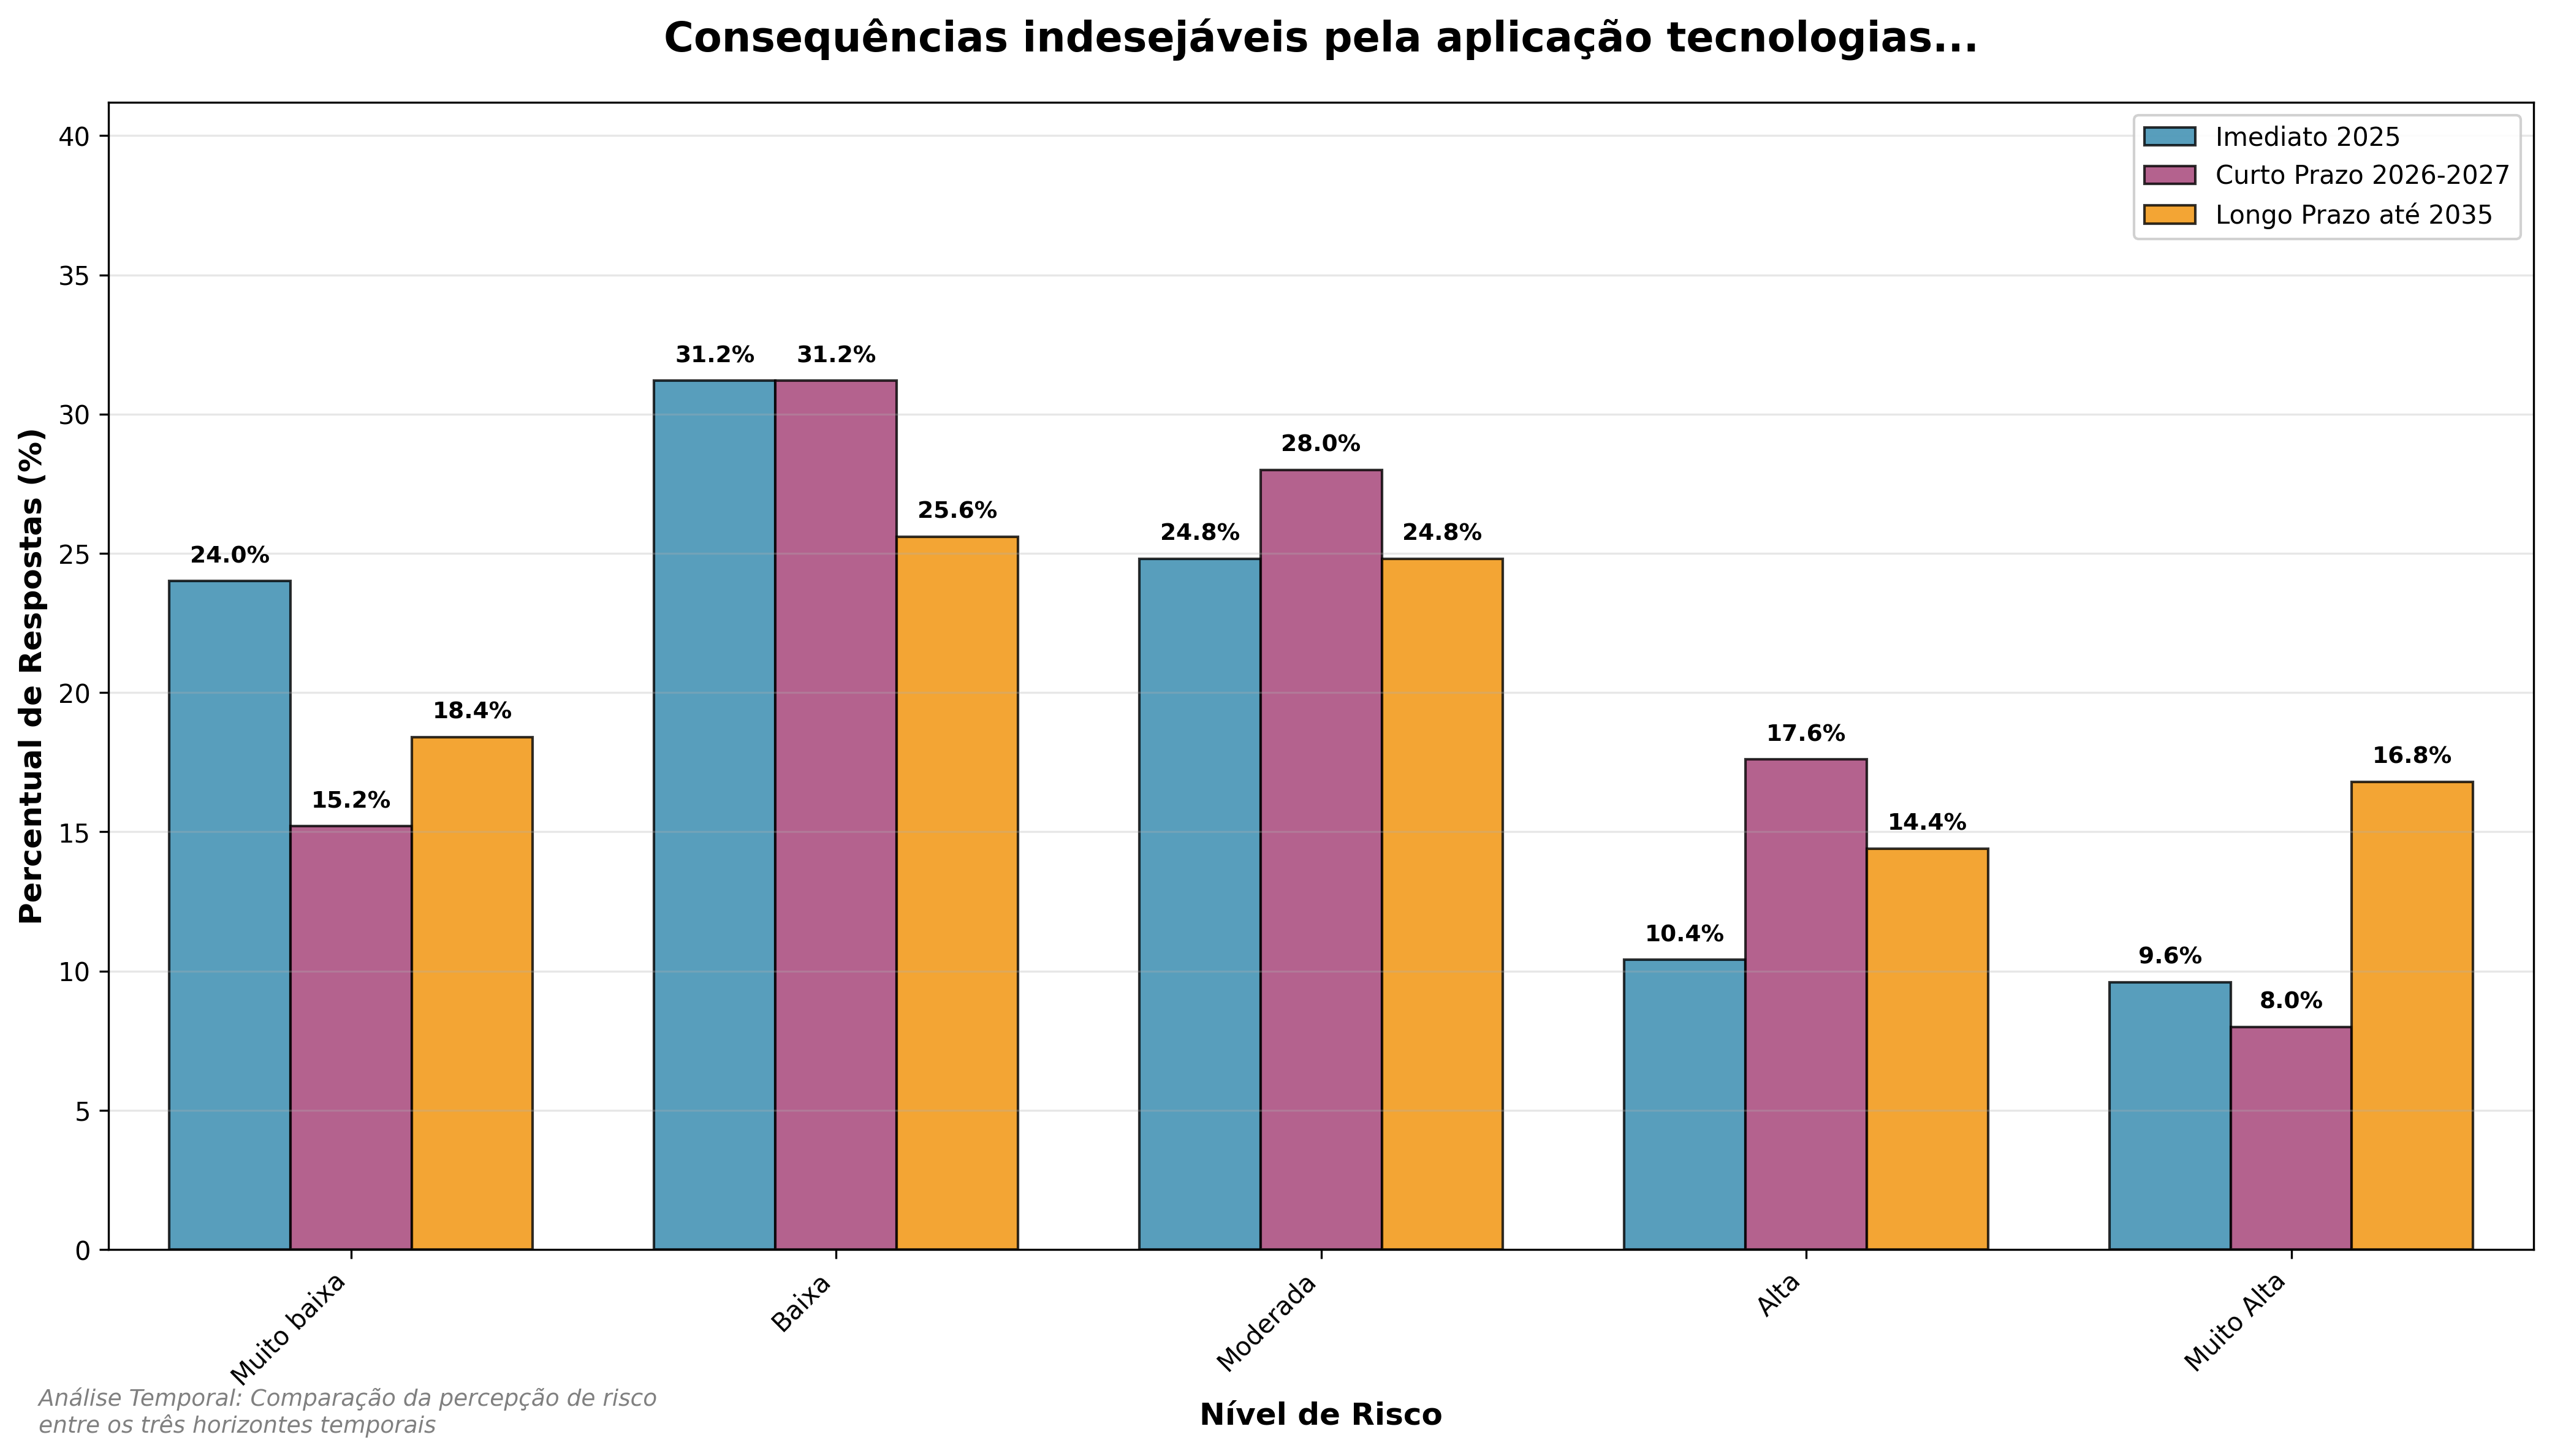 Consequências indesejáveis pela aplicação tecnologias...
Percentual de Respostas (%)
40
35
30
25
20
15
10
5
0
Imediato 2025
Curto Prazo 2026-2027
Longo Prazo até 2035
24.0%
15.2%
18.4%
31.2%
31.2%
25.6%
24.8%
28.0%
24.8%
10.4%
17.6%
14.4%
9.6%
8.0%
16.8%
Muito baixa
Baixa
Moderada
Alta
Muito Alta
Nível de Risco
Análise Temporal: Comparação da percepção de risco
entre os três horizontes temporais